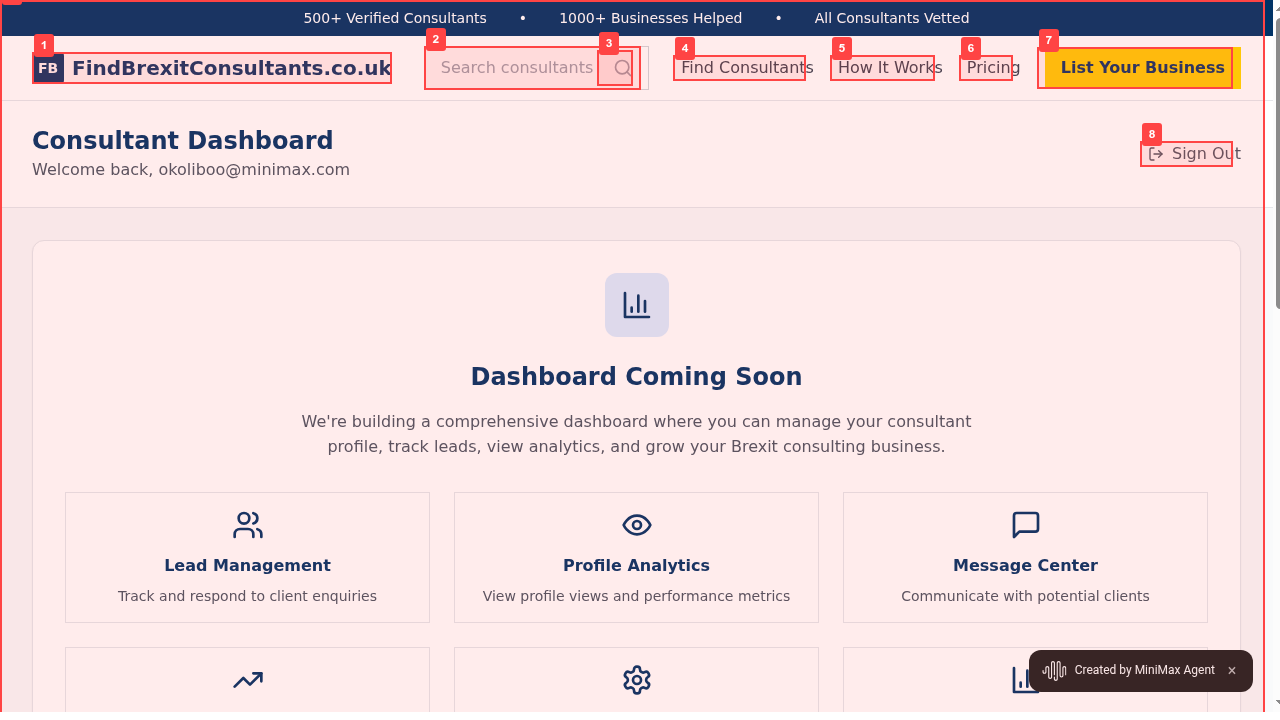 500+ Verified Consultants • 1000+ Businesses Helped • All Consultants Vetted
1 2 3 4 5 6 7
FB FindBrexitConsultants.co.uk Search consultants Find Consultants How It Works Pricing List Your Business
Consultant Dashboard
8
Sign Out
Welcome back, okoliboo@minimax.com
Dashboard Coming Soon
We're building a comprehensive dashboard where you can manage your consultant
profile, track leads, view analytics, and grow your Brexit consulting business.
Lead Management Profile Analytics Message Center
Track and respond to client enquiries View profile views and performance metrics Communicate with potential clients
Created by MiniMax Agent ×